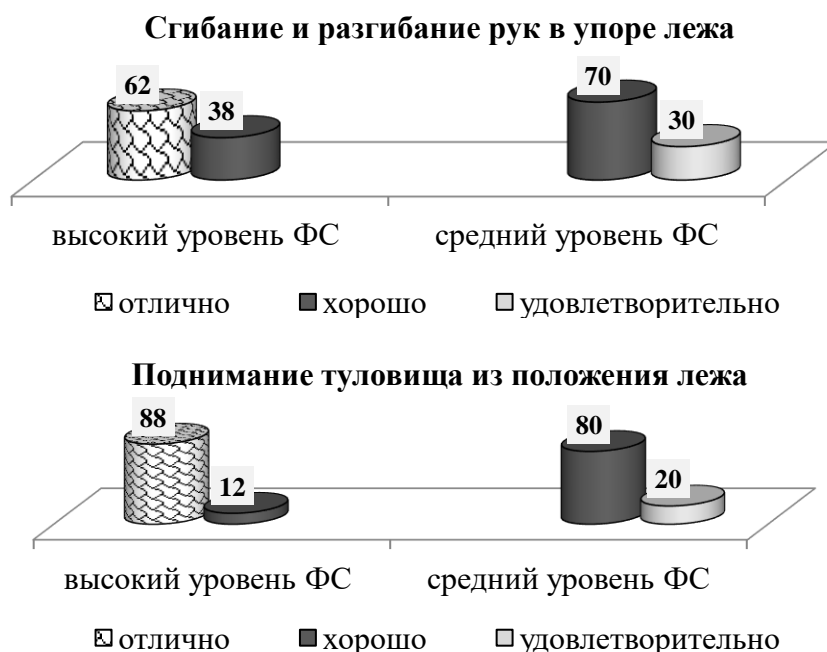 Сгибание и разгибание рук в упоре лежа
62
38
70
30
высокий уровень ФС
средний уровень ФС
отлично
хорошо
удовлетворительно
Поднимание туловища из положения лежа
88
12
80
20
высокий уровень ФС
средний уровень ФС
отлично
хорошо
удовлетворительно